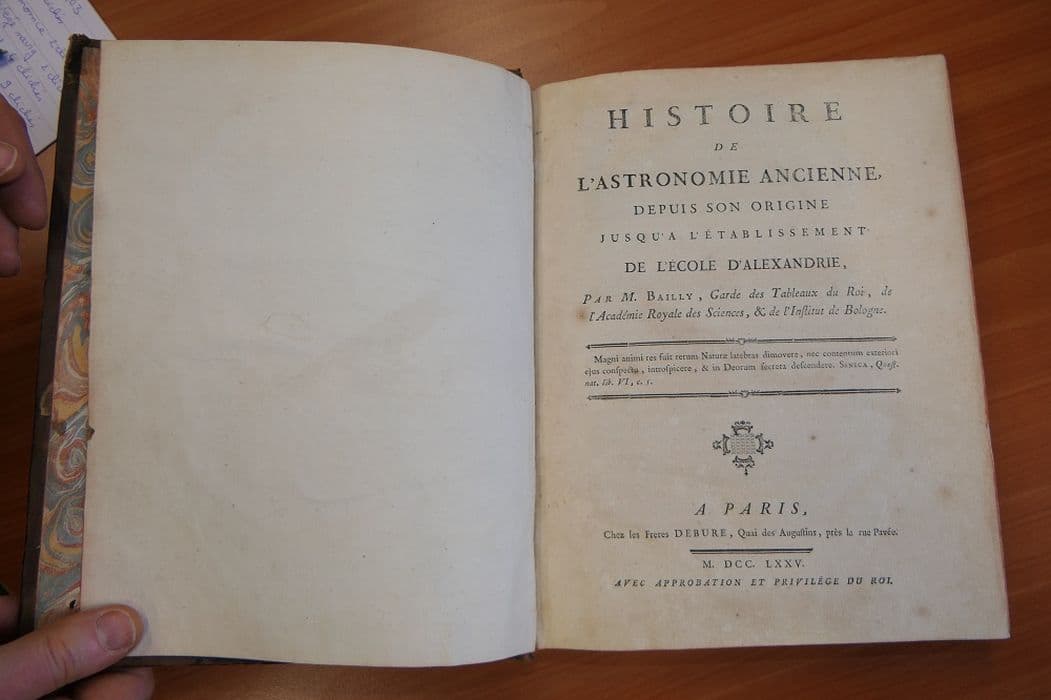 clichés
9 clichés
HISTOIRE
DE
L'ASTRONOMIE ANCIENNE,
DEPUIS SON ORIGINE
JUSQU'A L'ÉTABLISSEMENT
DE L'ÉCOLE D'ALEXANDRIE,
PAR M. BAILLY, Garde des Tableaux du Roi, de
l'Académie Royale des Sciences, & de l'Inſtitut de Bologne.
Magni animi res fuit rerum Naturæ latebras dimovere, nec contentum exteriori
ejus conſpectu, introſpicere, & in Deorum ſecreta deſcendere. SENECA, Quæſt.
nat. lib. VI, c. 5.
A PARIS,
Chez les Freres DEBURE, Quai des Auguſtins, près la rue Pavée.
M. DCC. LXXV.
AVEC APPROBATION ET PRIVILÉGE DU ROI.